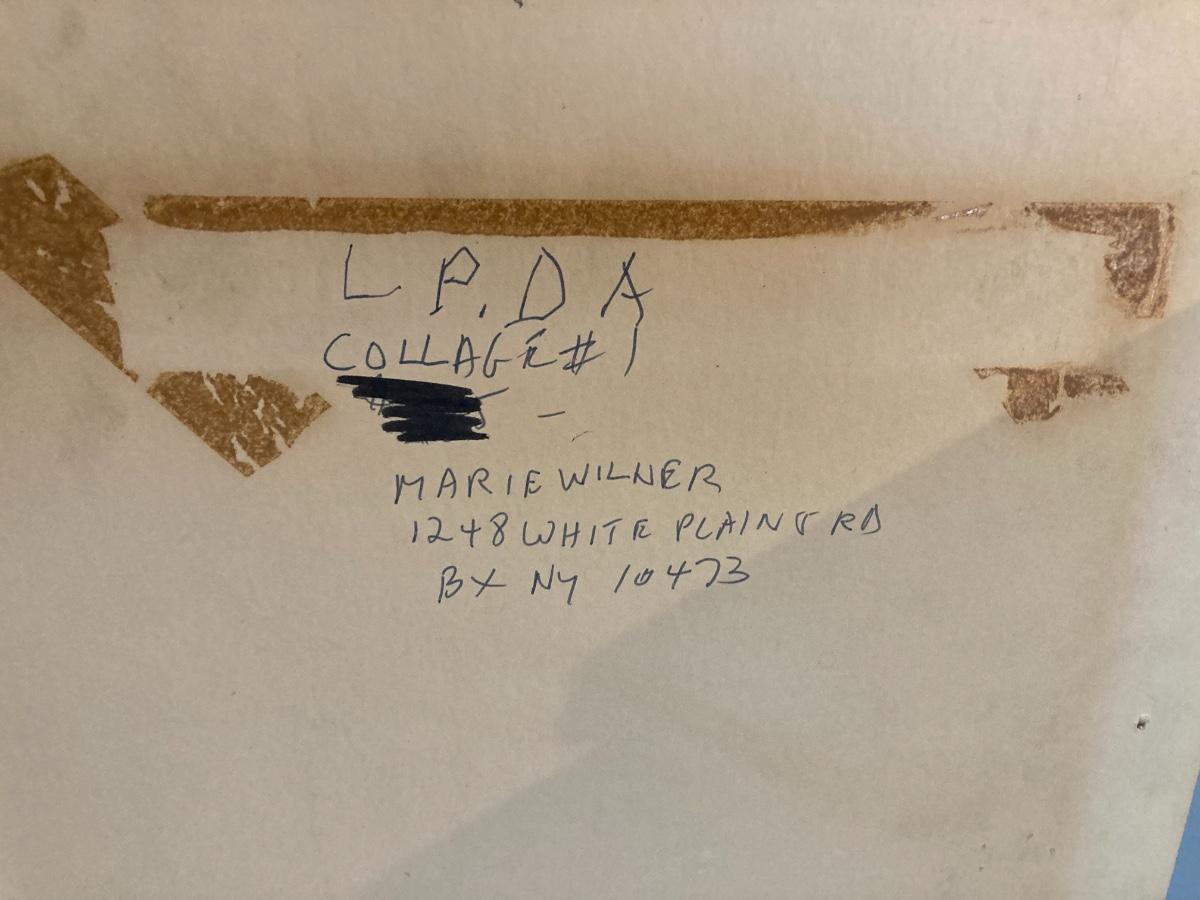 L. P. D A
COLLAGE # 1
MARIE WILNER
1248 WHITE PLAINS RD
BX NY 10473